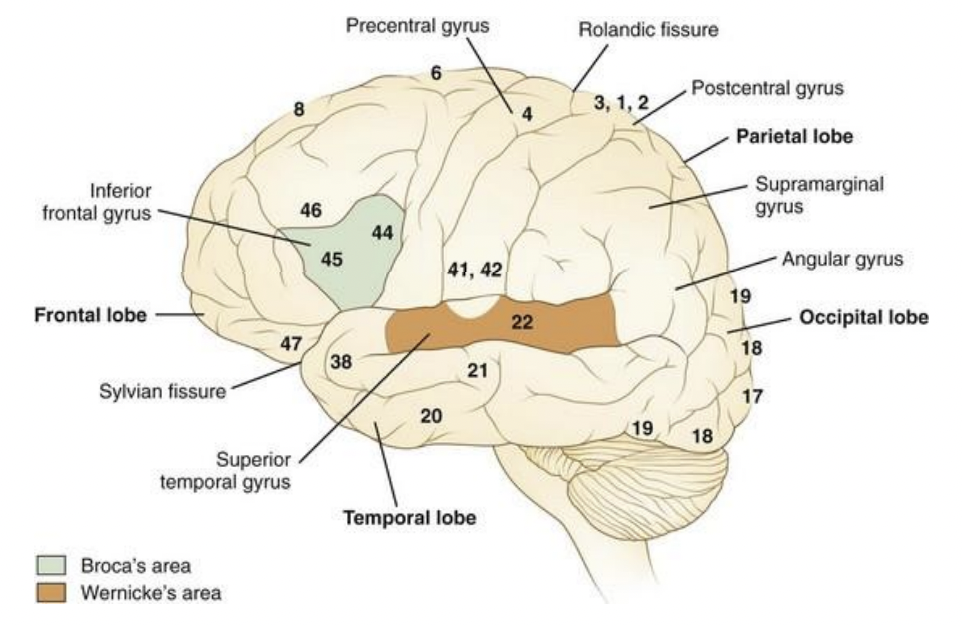 Precentral gyrus
Rolandic fissure
6
8
4
3, 1, 2
Postcentral gyrus
Parietal lobe
Inferior
frontal gyrus
46
44
45
Supramarginal
gyrus
41, 42
Angular gyrus
19
Frontal lobe
22
Occipital lobe
47
38
21
18
Sylvian fissure
17
20
19
18
Superior
temporal gyrus
Temporal lobe
Broca's area
Wernicke's area